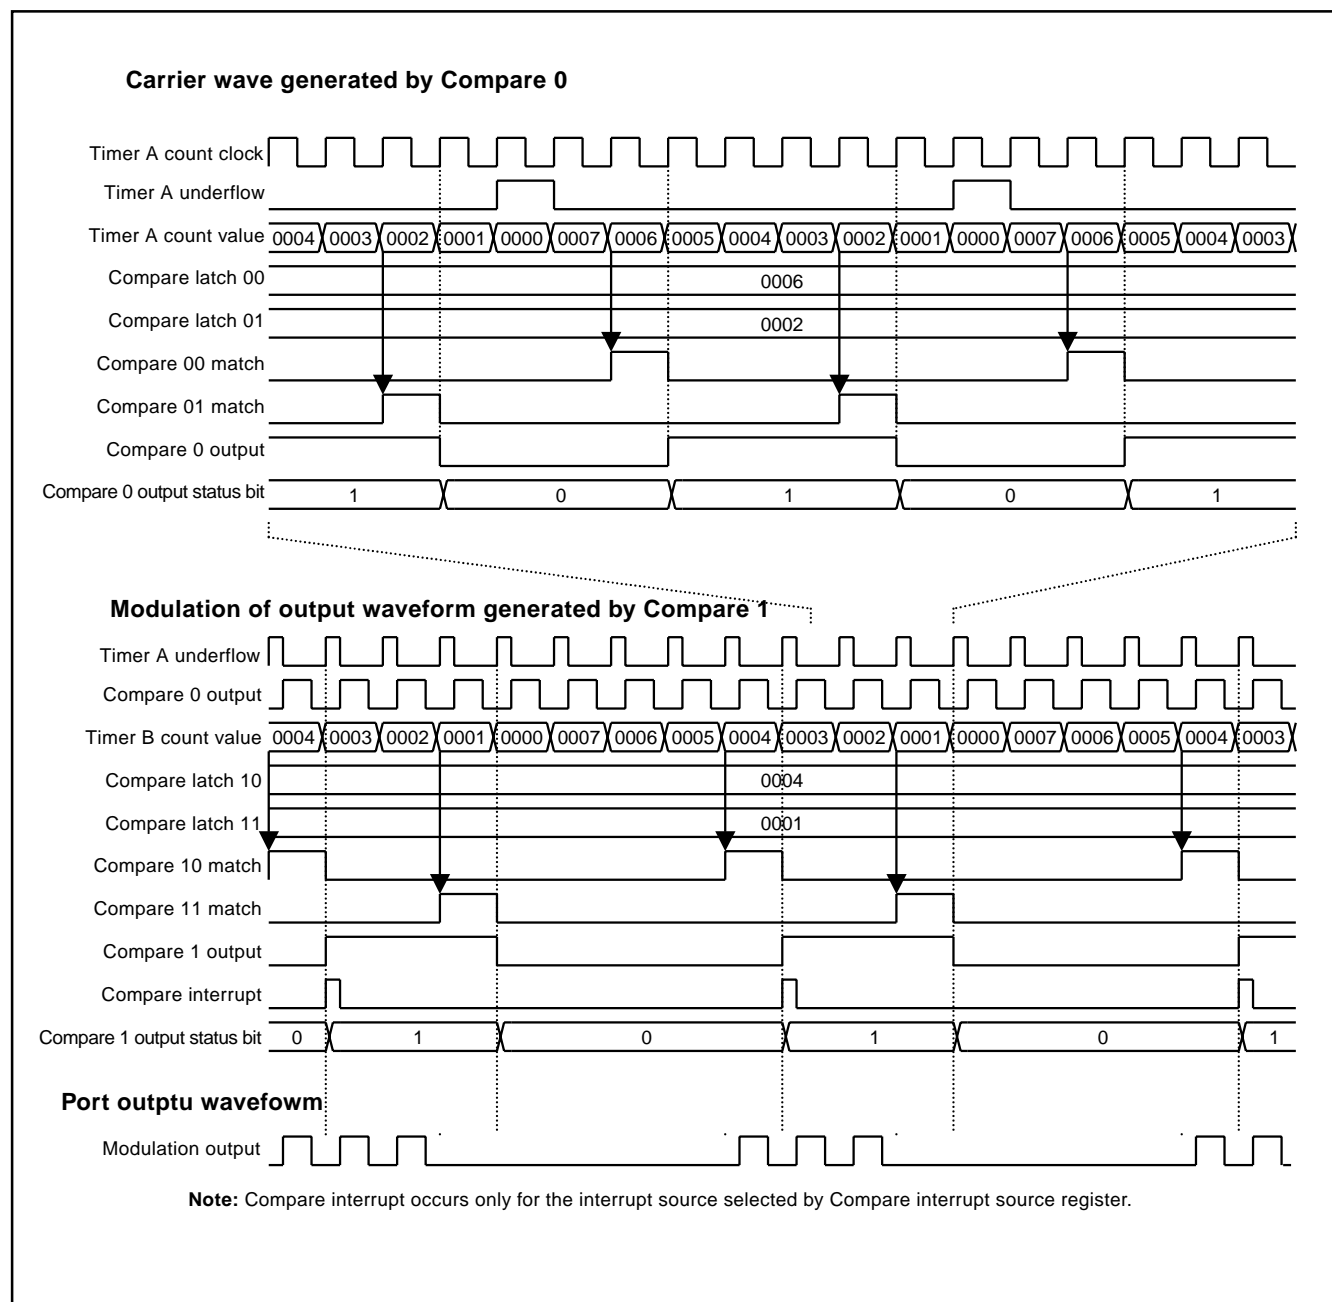 Carrier wave generated by Compare 0
Timer A count clock
Timer A underflow
Timer A count value 0004 0003 0002 0001 0000 0007 0006 0005 0004 0003 0002 0001 0000 0007 0006 0005 0004 0003
Compare latch 00 0006
Compare latch 01 0002
Compare 00 match
Compare 01 match
Compare 0 output
Compare 0 output status bit 1 0 1 0 1
Modulation of output waveform generated by Compare 1
Timer A underflow
Compare 0 output
Timer B count value 0004 0003 0002 0001 0000 0007 0006 0005 0004 0003 0002 0001 0000 0007 0006 0005 0004 0003
Compare latch 10 0004
Compare latch 11 0001
Compare 10 match
Compare 11 match
Compare 1 output
Compare interrupt
Compare 1 output status bit 0 1 0 1 0 1
Port outptu wavefowm
Modulation output
Note: Compare interrupt occurs only for the interrupt source selected by Compare interrupt source register.